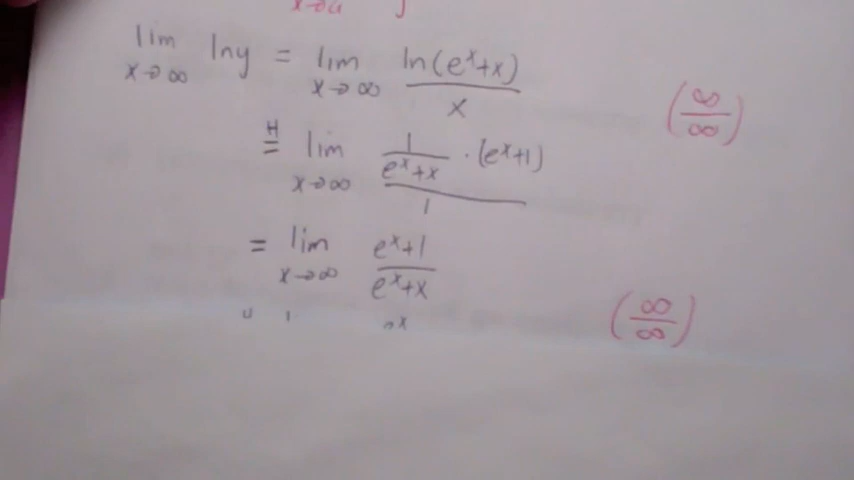 x→a
lim x→∞ ln y = lim x→∞ ln(e^x+x)/x (∞/∞)
H= lim x→∞ (1/(e^x+x) · (e^x+1))/1
= lim x→∞ (e^x+1)/(e^x+x) (∞/∞)